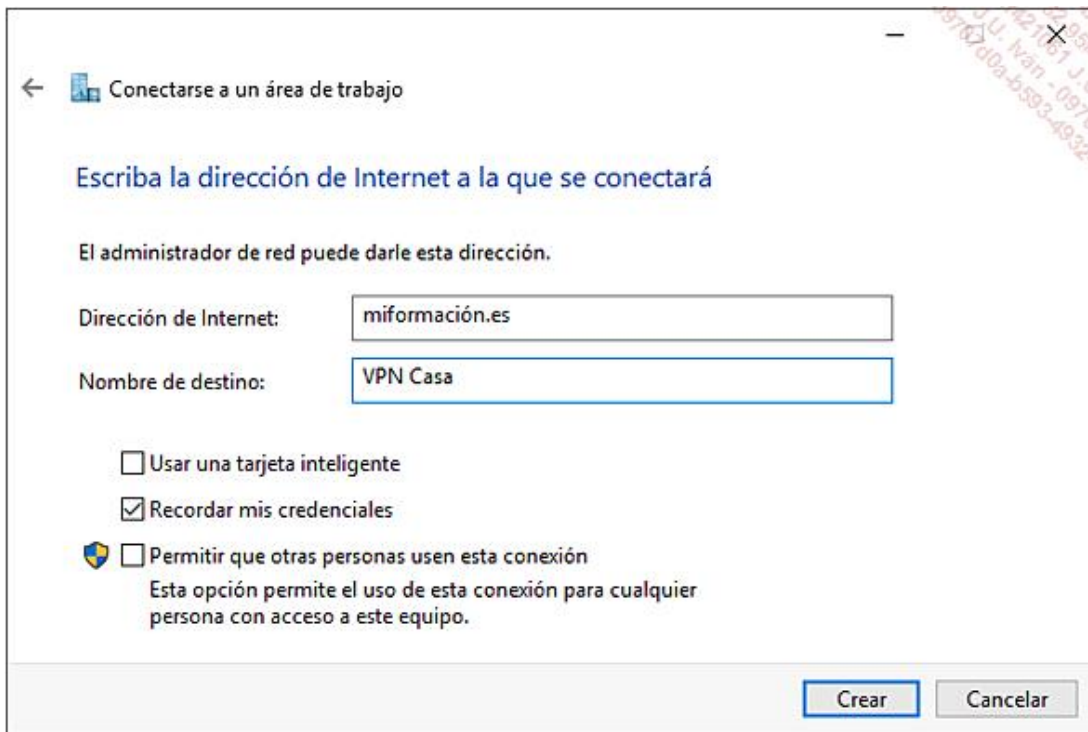 Conectarse a un área de trabajo
Escriba la dirección de Internet a la que se conectará
El administrador de red puede darle esta dirección.
Dirección de Internet: miformación.es
Nombre de destino: VPN Casa
Usar una tarjeta inteligente
Recordar mis credenciales
Permitir que otras personas usen esta conexión
Esta opción permite el uso de esta conexión para cualquier
persona con acceso a este equipo.
Crear Cancelar